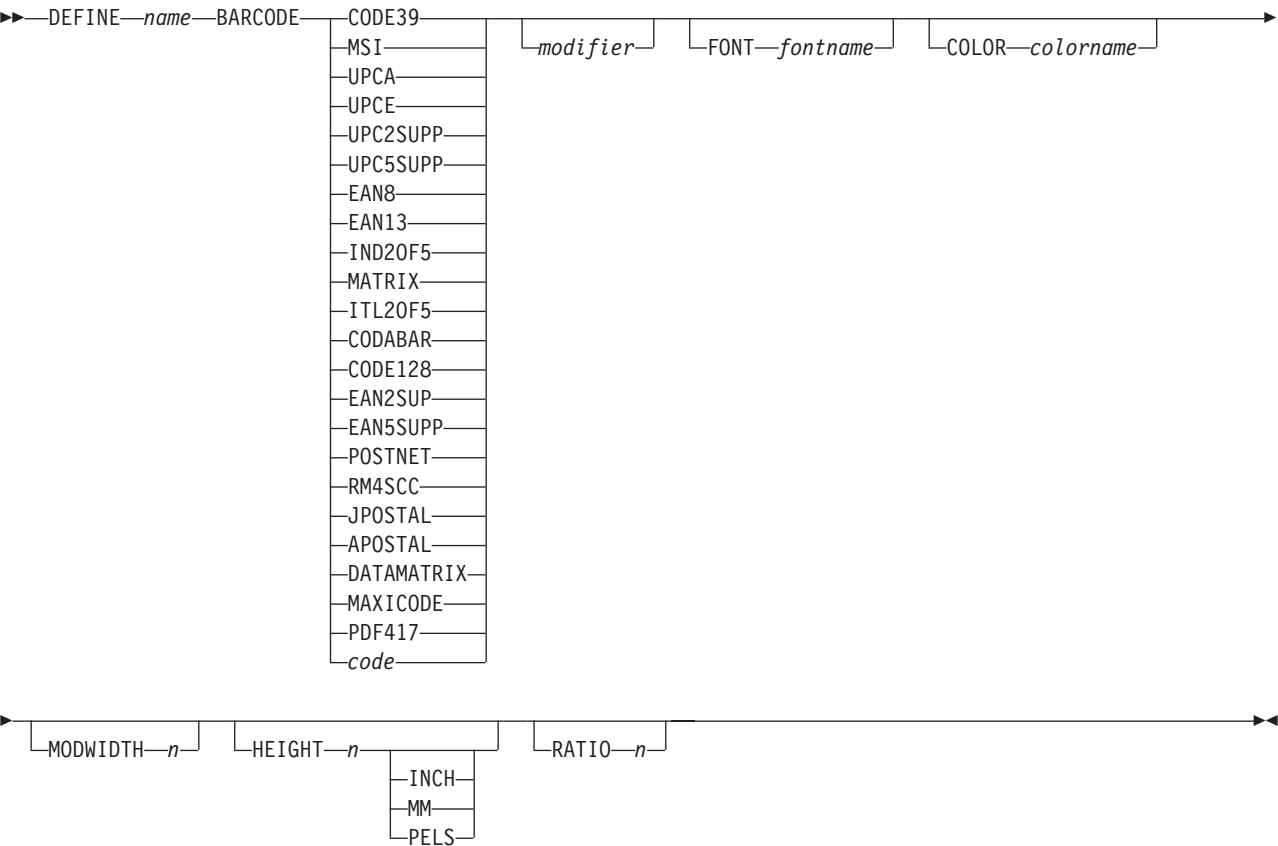 DEFINE name BARCODE CODE39 modifier FONT fontname COLOR colorname
MSI
UPCA
UPCE
UPC2SUPP
UPC5SUPP
EAN8
EAN13
IND2OF5
MATRIX
ITL2OF5
CODABAR
CODE128
EAN2SUP
EAN5SUPP
POSTNET
RM4SCC
JPOSTAL
APOSTAL
DATAMATRIX
MAXICODE
PDF417
code
MODWIDTH n HEIGHT n RATIO n
INCH
MM
PELS